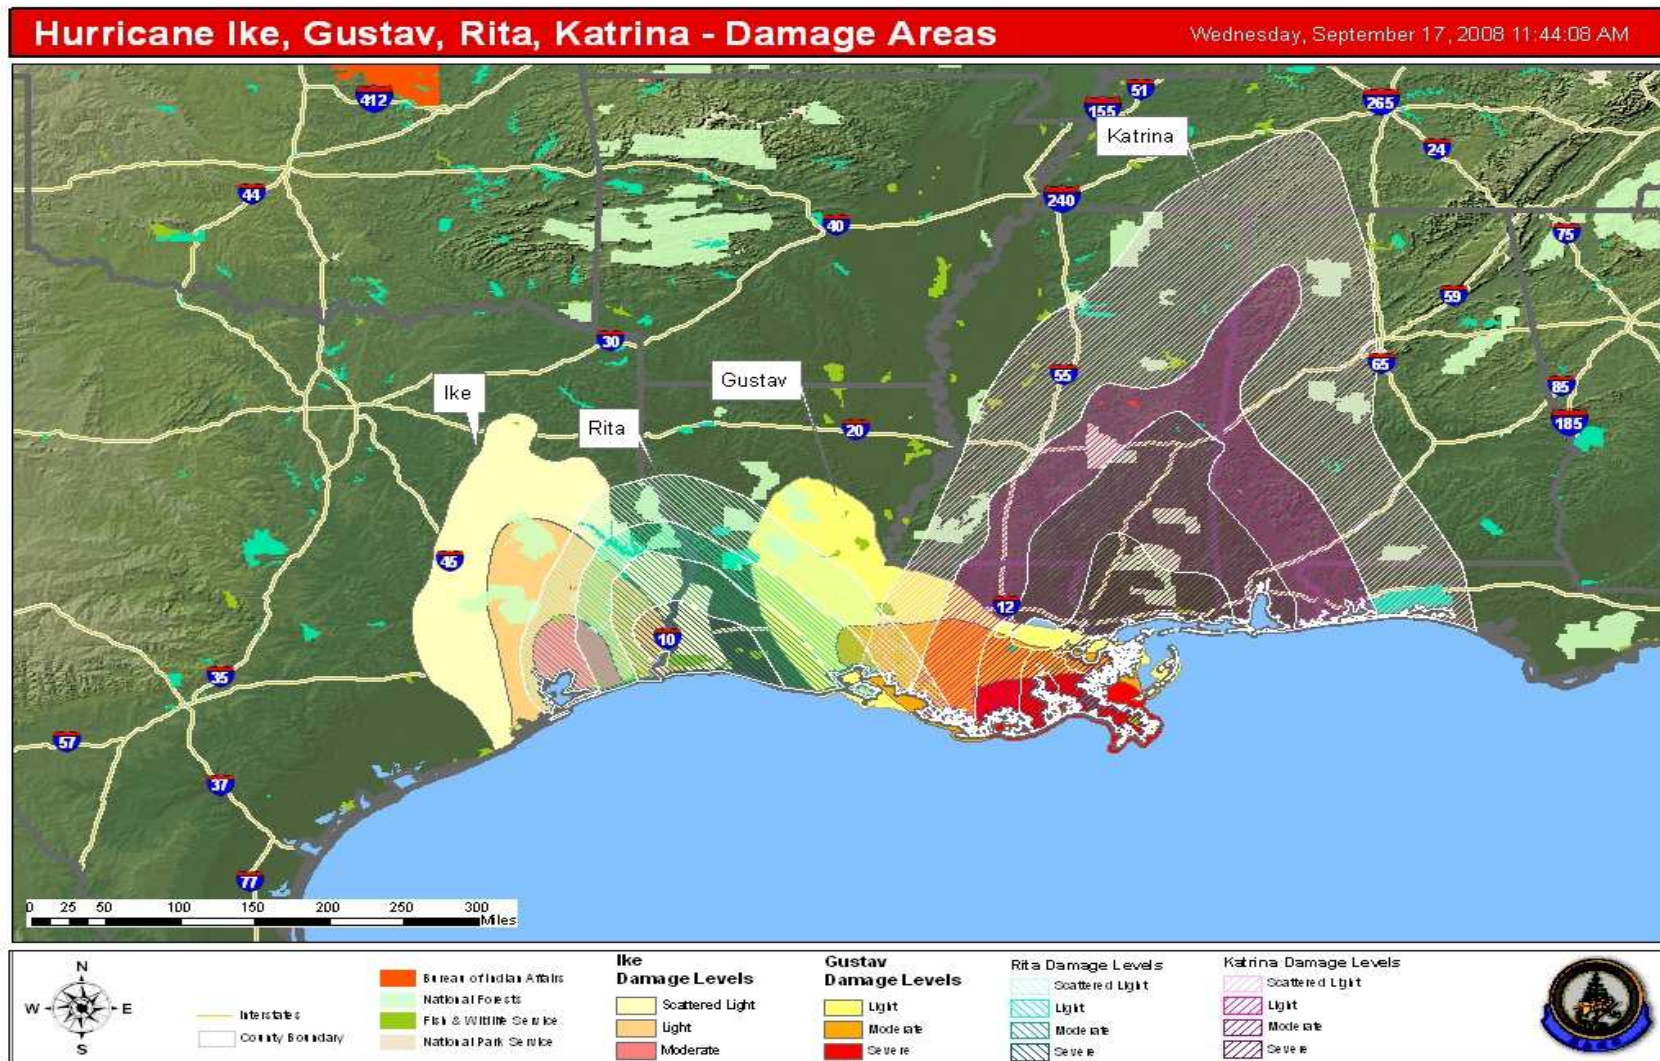 Hurricane Ike, Gustav, Rita, Katrina - Damage Areas
Wednesday, September 17, 2008 11:44:08 AM
412
51
155
265
Katrina
24
44
240
40
75
59
30
Gustav
55
65
Ike
85
Rita
20
185
45
12
10
35
57
37
77
0 25 50 100 150 200 250 300
Miles
N
W E
S
Interstates
County Boundary
Bureau of Indian Affairs
National Forests
Fish & Wildlife Service
National Park Service
Ike
Damage Levels
Scattered Light
Light
Moderate
Gustav
Damage Levels
Light
Moderate
Severe
Rita Damage Levels
Scattered Light
Light
Moderate
Severe
Katrina Damage Levels
Scattered Light
Light
Moderate
Severe